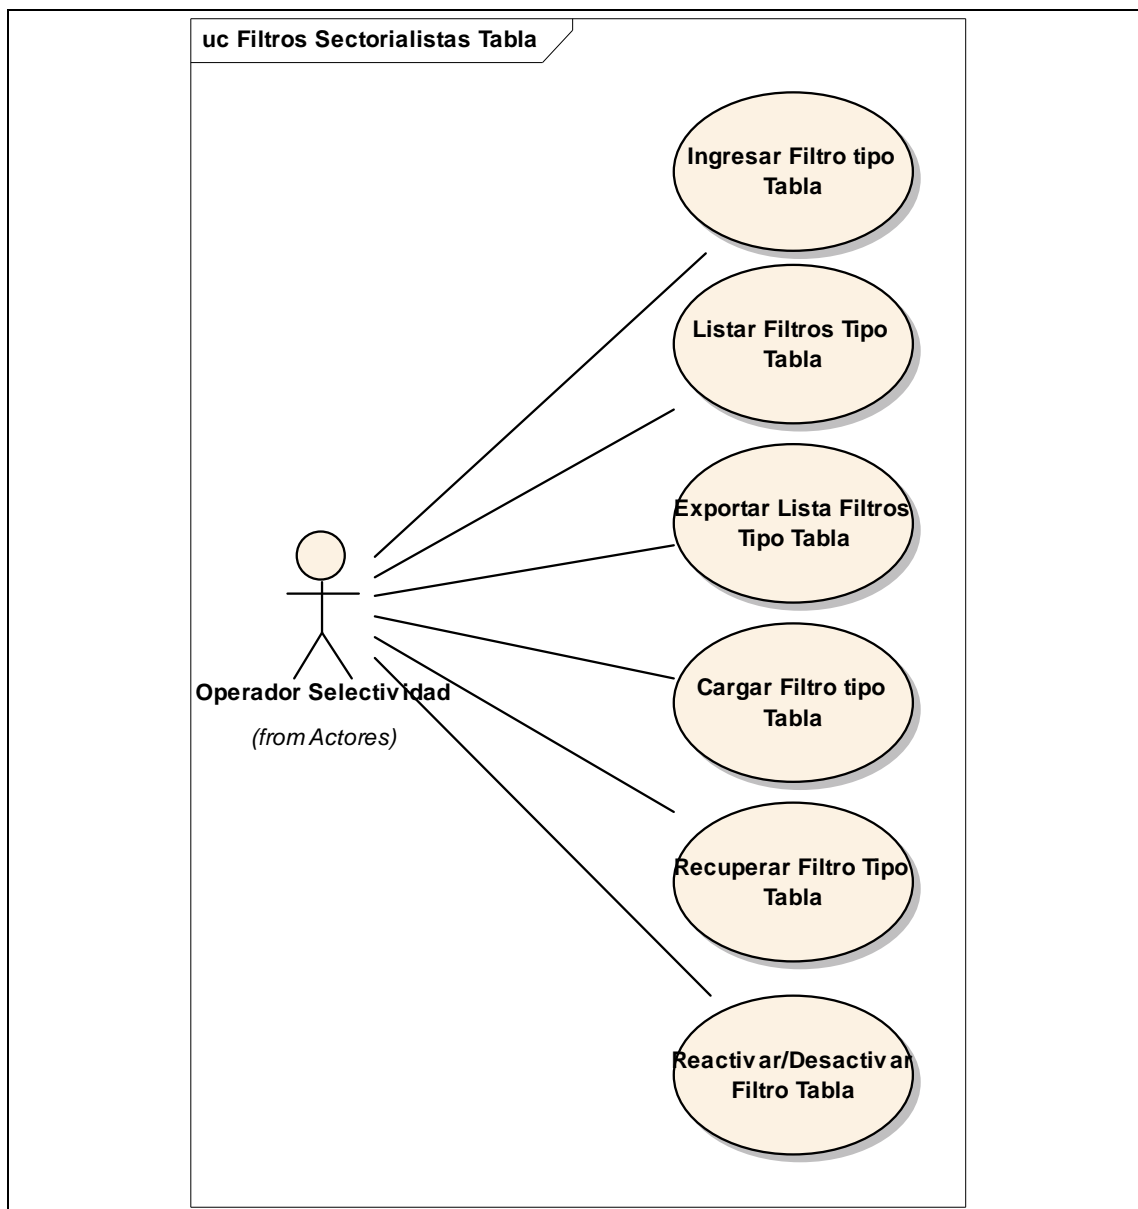 uc Filtros Sectorialistas Tabla
Ingresar Filtro tipo
Tabla
Listar Filtros Tipo
Tabla
Exportar Lista Filtros
Tipo Tabla
Operador Selectividad
(from Actores)
Cargar Filtro tipo
Tabla
Recuperar Filtro Tipo
Tabla
Reactivar/Desactivar
Filtro Tabla